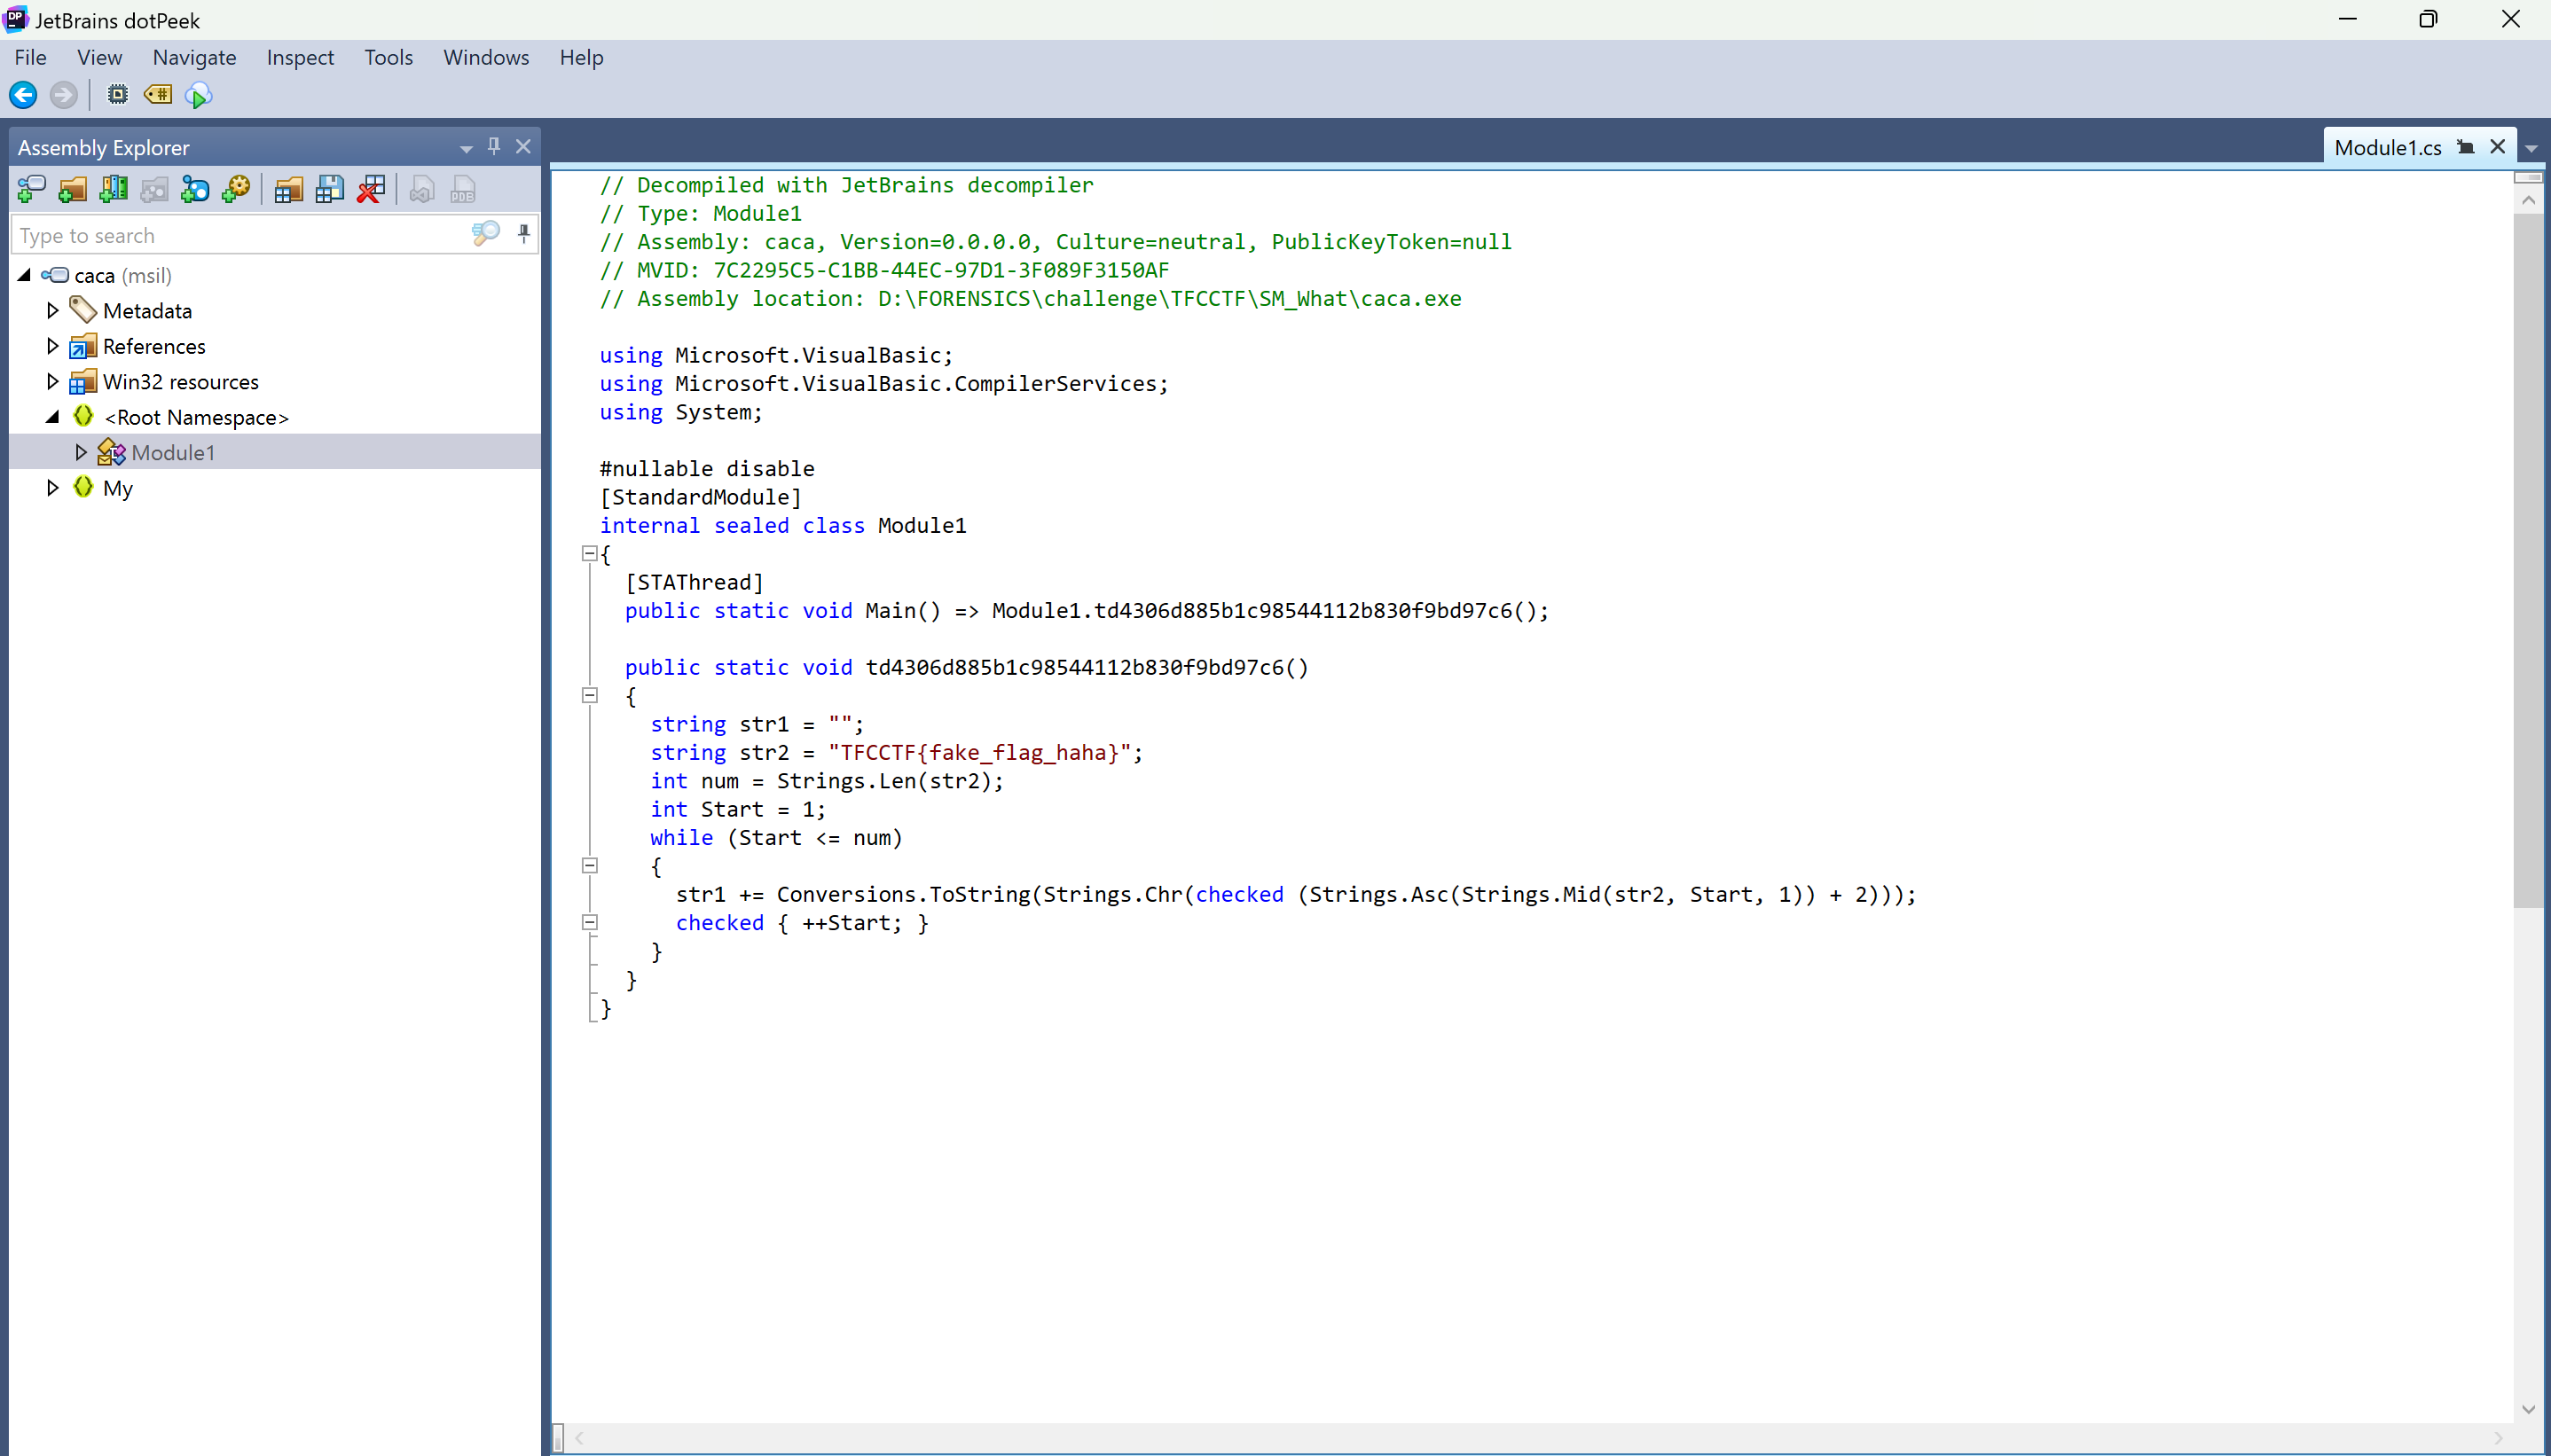 JetBrains dotPeek
File View Navigate Inspect Tools Windows Help
Assembly Explorer
Module1.cs
Type to search
caca (msil)
Metadata
References
Win32 resources
<Root Namespace>
Module1
My
// Decompiled with JetBrains decompiler
// Type: Module1
// Assembly: caca, Version=0.0.0.0, Culture=neutral, PublicKeyToken=null
// MVID: 7C2295C5-C1BB-44EC-97D1-3F089F3150AF
// Assembly location: D:\FORENSICS\challenge\TFCCTF\SM_What\caca.exe
using Microsoft.VisualBasic;
using Microsoft.VisualBasic.CompilerServices;
using System;
#nullable disable
[StandardModule]
internal sealed class Module1
{
[STAThread]
public static void Main() => Module1.td4306d885b1c98544112b830f9bd97c6();
public static void td4306d885b1c98544112b830f9bd97c6()
{
string str1 = "";
string str2 = "TFCCTF{fake_flag_haha}";
int num = Strings.Len(str2);
int Start = 1;
while (Start <= num)
{
str1 += Conversions.ToString(Strings.Chr(checked (Strings.Asc(Strings.Mid(str2, Start, 1)) + 2)));
checked { ++Start; }
}
}
}